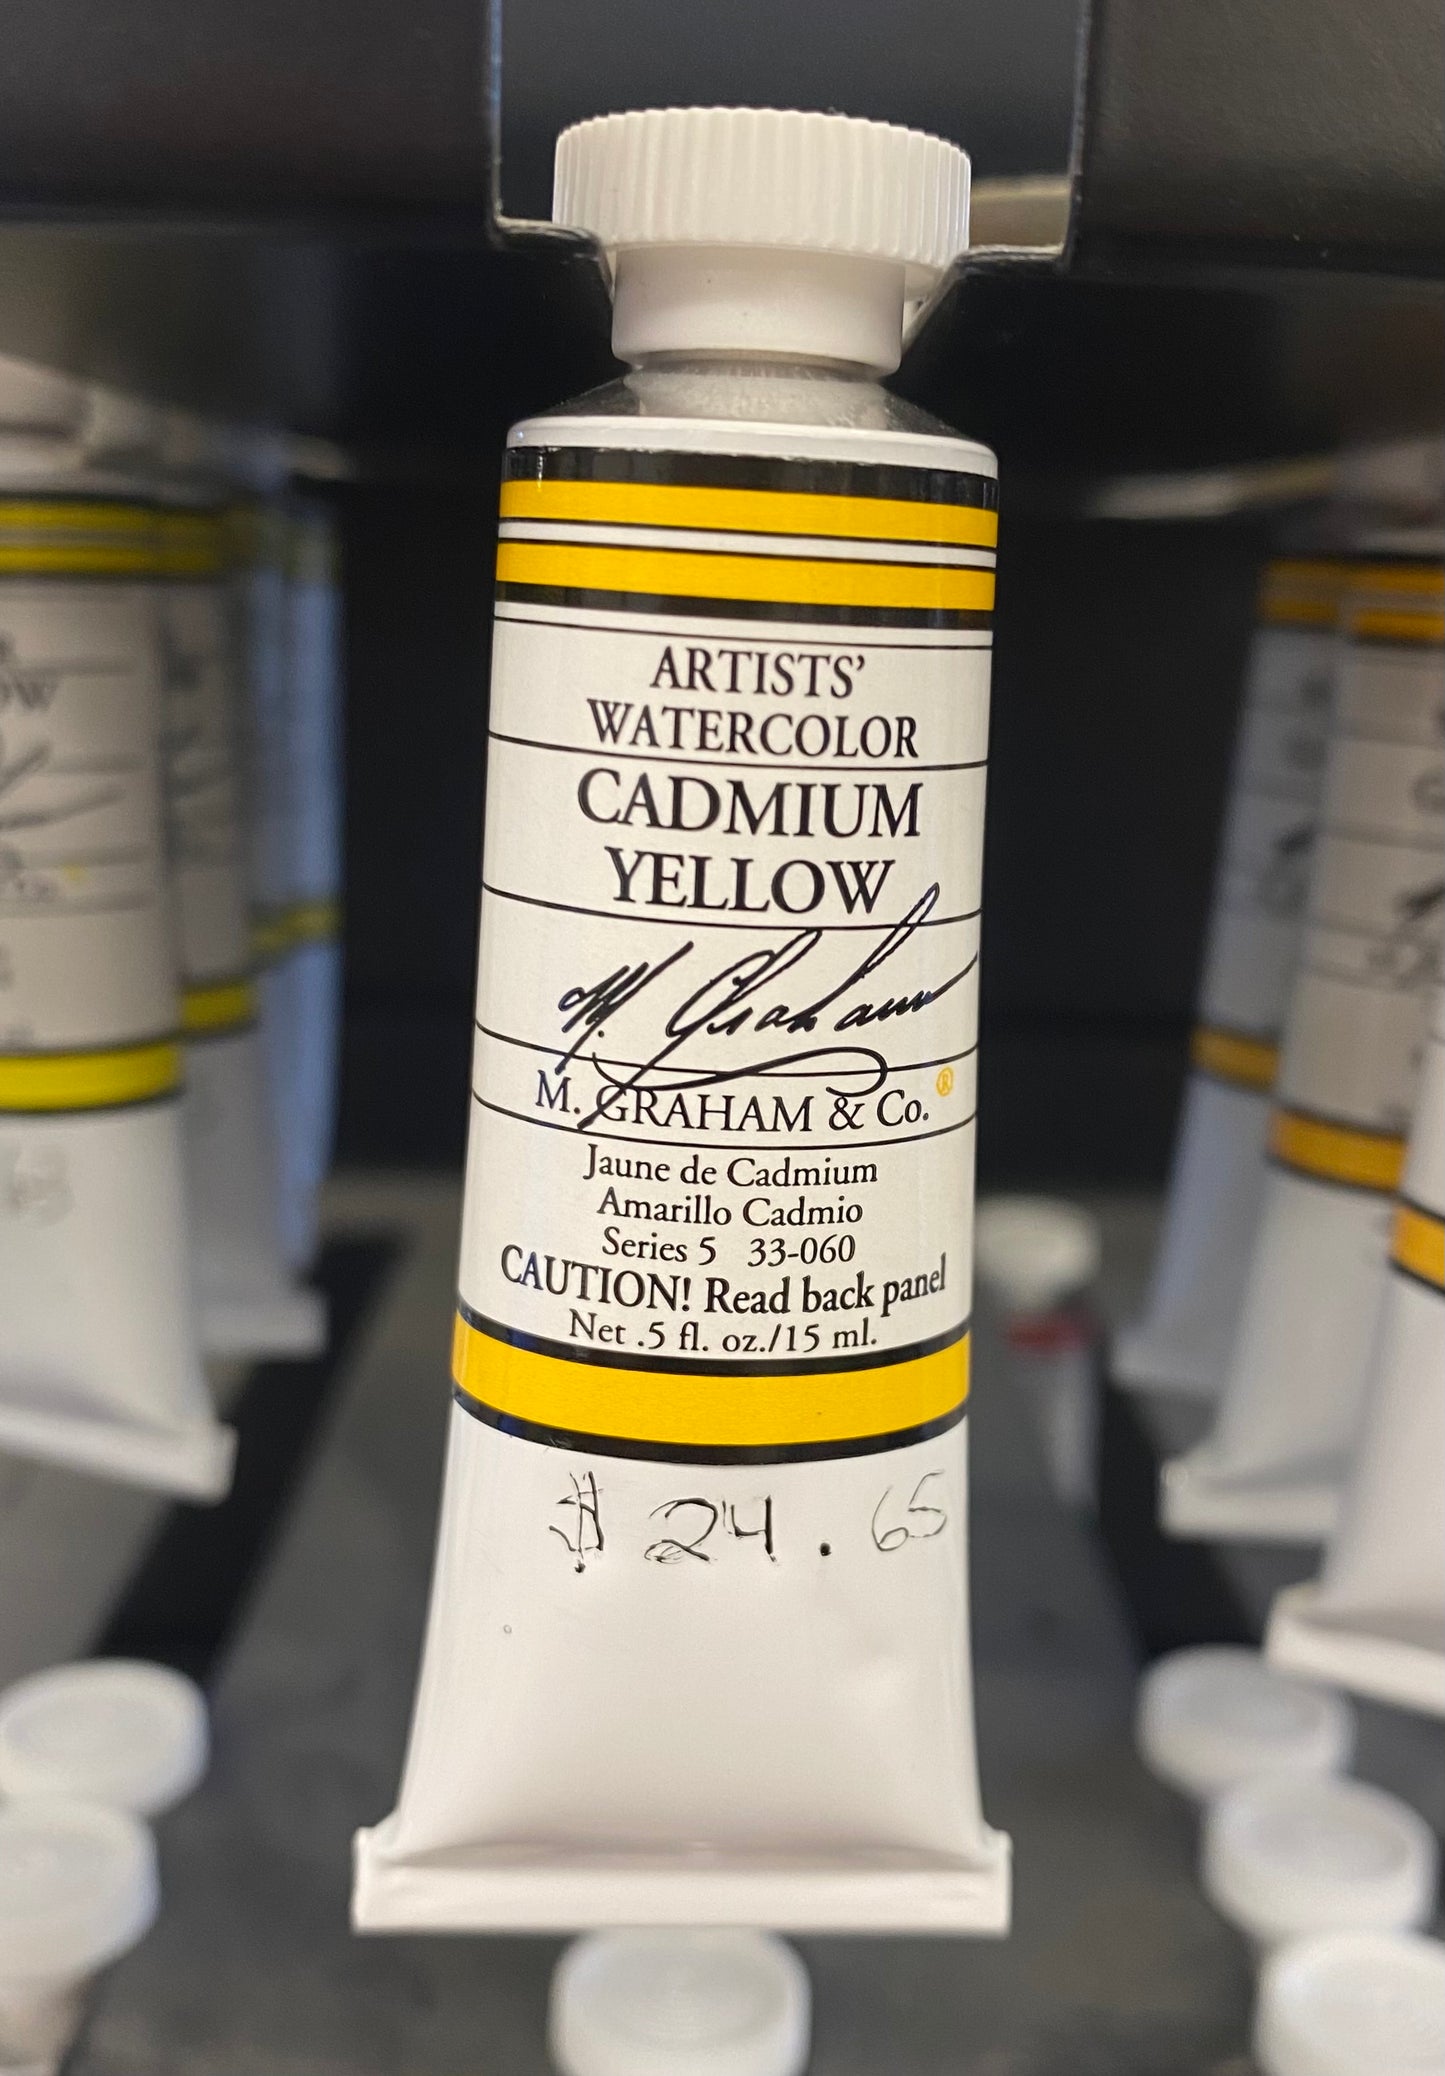 ARTISTS'
WATERCOLOR
CADMIUM
YELLOW
M. Graham
M. GRAHAM & Co.®
Jaune de Cadmium
Amarillo Cadmio
Series 5 33-060
CAUTION! Read back panel
Net .5 fl. oz./15 ml.
$24.65